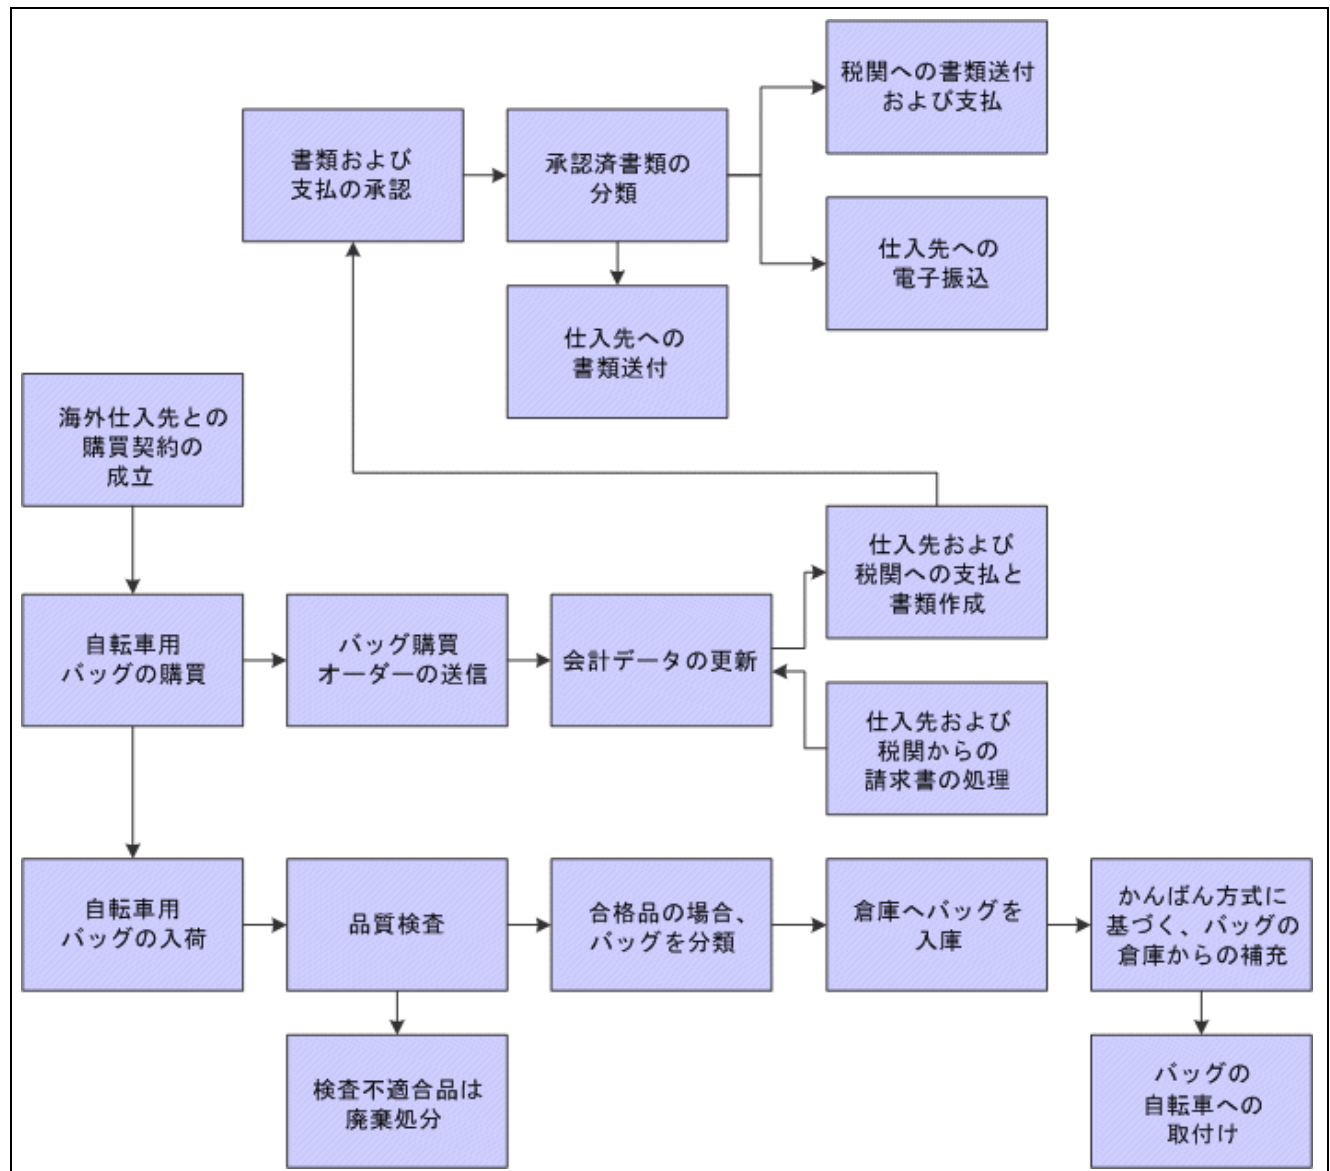 税関への書類送付
および支払
書類および
支払の承認
承認済書類の
分類
仕入先への
電子振込
仕入先への
書類送付
海外仕入先との
購買契約の
成立
仕入先および
税関への支払と
書類作成
自転車用
バッグの購買
バッグ購買
オーダーの送信
会計データの更新
仕入先および
税関からの
請求書の処理
自転車用
バッグの入荷
品質検査
合格品の場合、
バッグを分類
倉庫へバッグを
入庫
かんばん方式に
基づく、バッグの
倉庫からの補充
検査不適合品は
廃棄処分
バッグの
自転車への
取付け